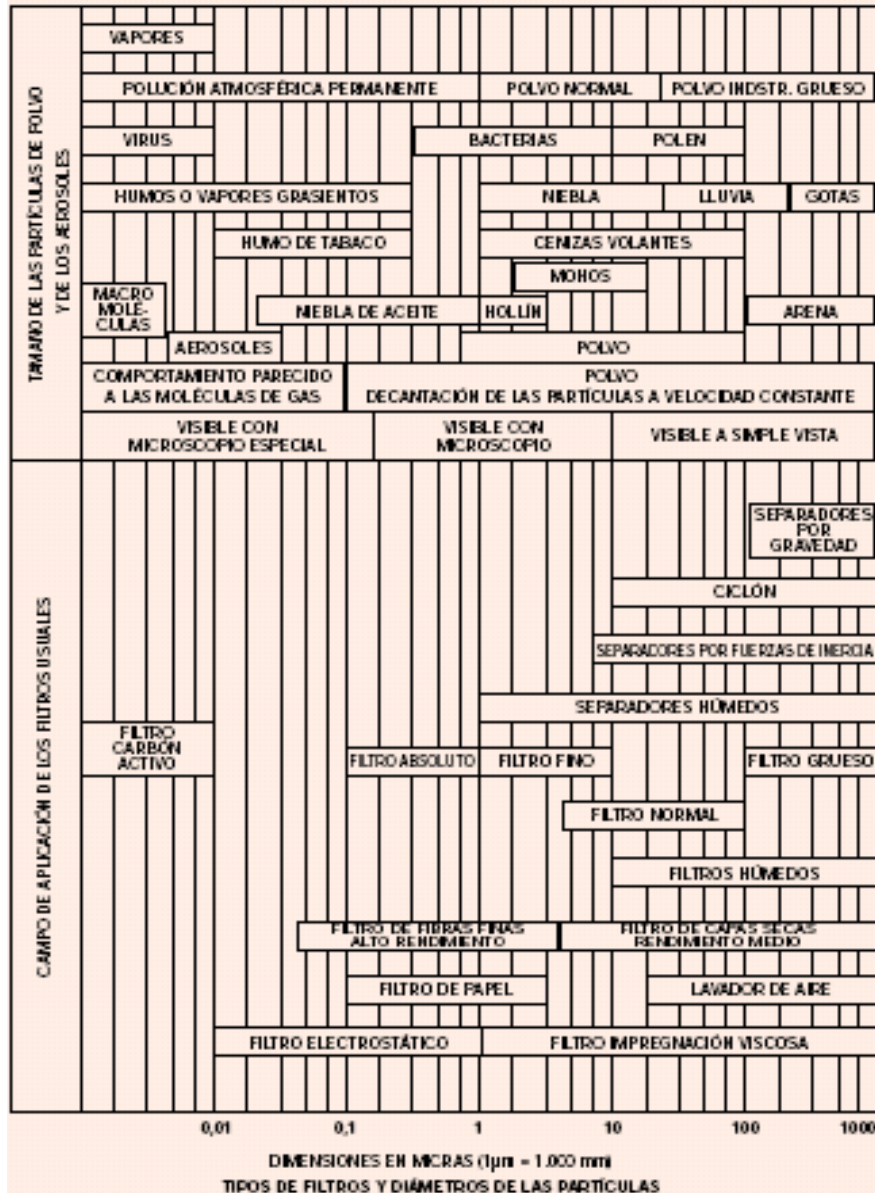 TAMAÑO DE LAS PARTÍCULAS DE POLVO
Y DE LOS AEROSOLES
VAPORES
POLUCIÓN ATMOSFÉRICA PERMANENTE
POLVO NORMAL
POLVO INDSTR. GRUESO
VIRUS
BACTERIAS
POLEN
HUMOS O VAPORES GRASIENTOS
NIEBLA
LLUVIA
GOTAS
HUMO DE TABACO
CENIZAS VOLANTES
MOHOS
MACRO
MOLÉ-
CULAS
NIEBLA DE ACEITE
HOLLÍN
ARENA
AEROSOLES
POLVO
COMPORTAMIENTO PARECIDO
A LAS MOLÉCULAS DE GAS
POLVO
DECANTACIÓN DE LAS PARTÍCULAS A VELOCIDAD CONSTANTE
VISIBLE CON
MICROSCOPIO ESPECIAL
VISIBLE CON
MICROSCOPIO
VISIBLE A SIMPLE VISTA
CAMPO DE APLICACIÓN DE LOS FILTROS USUALES
SEPARADORES
POR
GRAVEDAD
CICLÓN
SEPARADORES POR FUERZAS DE INERCIA
SEPARADORES HÚMEDOS
FILTRO
CARBÓN
ACTIVO
FILTRO ABSOLUTO
FILTRO FINO
FILTRO GRUESO
FILTRO NORMAL
FILTROS HÚMEDOS
FILTRO DE FIBRAS FINAS
ALTO RENDIMIENTO
FILTRO DE CAPAS SECAS
RENDIMIENTO MEDIO
FILTRO DE PAPEL
LAVADOR DE AIRE
FILTRO ELECTROSTÁTICO
FILTRO IMPREGNACIÓN VISCOSA
0,01 0,1 1 10 100 1000
DIMENSIONES EN MICRAS (1µm = 1.000 mm)
TIPOS DE FILTROS Y DIÁMETROS DE LAS PARTÍCULAS